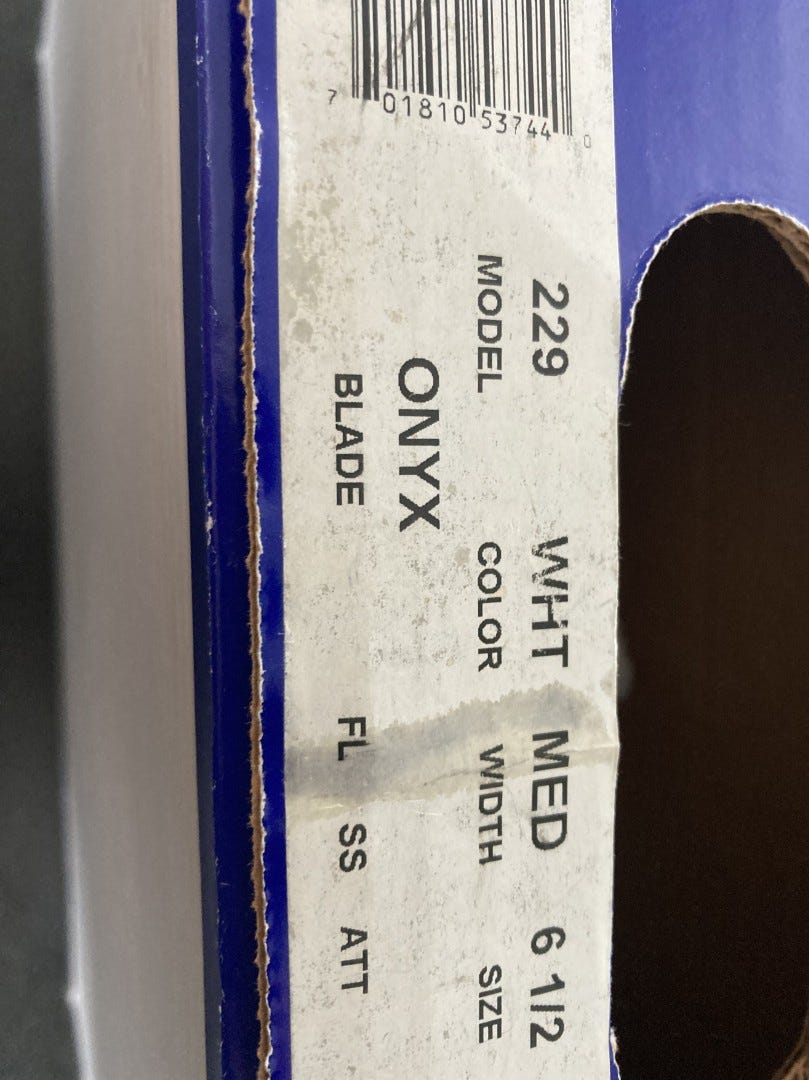 7 01810 53744 0
229 WHT MED 6 1/2
MODEL COLOR WIDTH SIZE
ONYX
BLADE FL SS ATT